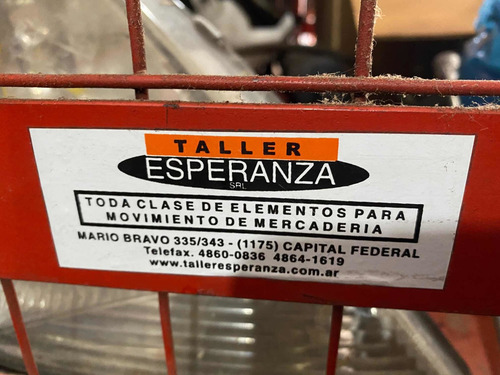 TALLER
ESPERANZA
SRL
TODA CLASE DE ELEMENTOS PARA
MOVIMIENTO DE MERCADERIA
MARIO BRAVO 335/343 - (1175) CAPITAL FEDERAL
Telefax. 4860-0836 4864-1619
www.talleresperanza.com.ar